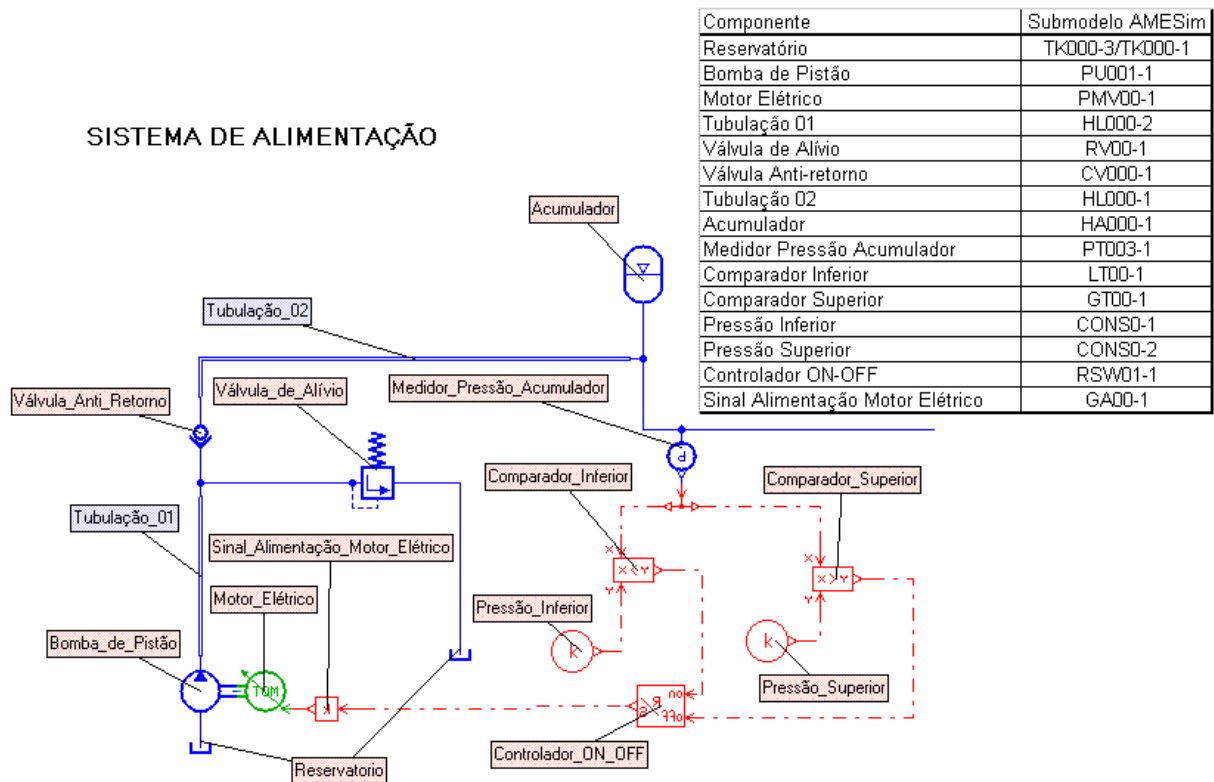 Componente Submodelo AMESim
Reservatório TK000-3/TK000-1
Bomba de Pistão PU001-1
Motor Elétrico PMV00-1
Tubulação 01 HL000-2
Válvula de Alívio RV00-1
Válvula Anti-retorno CV000-1
Tubulação 02 HL000-1
Acumulador HA000-1
Medidor Pressão Acumulador PT003-1
Comparador Inferior LT00-1
Comparador Superior GT00-1
Pressão Inferior CONS0-1
Pressão Superior CONS0-2
Controlador ON-OFF RSW01-1
Sinal Alimentação Motor Elétrico GA00-1
SISTEMA DE ALIMENTAÇÃO
Acumulador
Tubulação_02
Válvula_Anti_Retorno
Válvula_de_Alívio
Medidor_Pressão_Acumulador
P
Comparador_Inferior
Comparador_Superior
Tubulação_01
Sinal_Alimentação_Motor_Elétrico
X
X<Y
Y
X
X>Y
Y
Motor_Elétrico
Pressão_Inferior
k
k
Bomba_de_Pistão
TQM
K
Pressão_Superior
on
off
R
Controlador_ON_OFF
Reservatorio